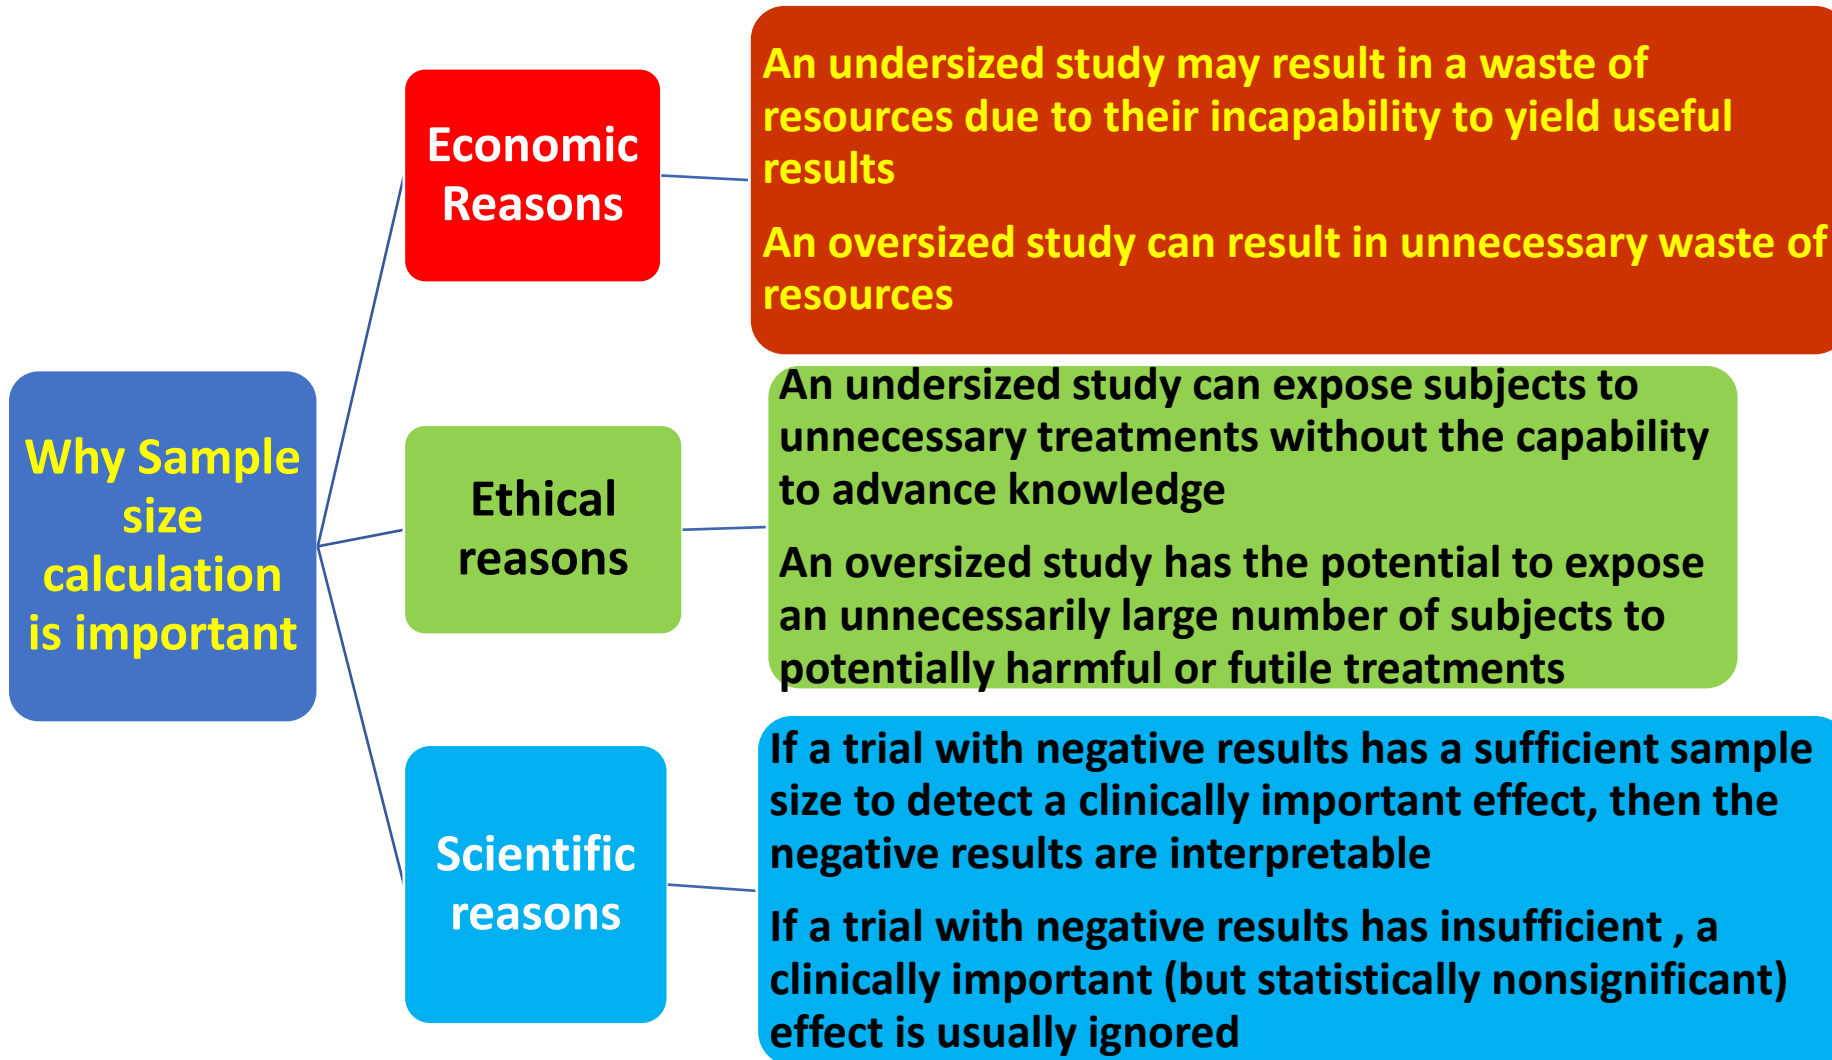 Why Sample
size
calculation
is important
Economic
Reasons
An undersized study may result in a waste of
resources due to their incapability to yield useful
results
An oversized study can result in unnecessary waste of
resources
Ethical
reasons
An undersized study can expose subjects to
unnecessary treatments without the capability
to advance knowledge
An oversized study has the potential to expose
an unnecessarily large number of subjects to
potentially harmful or futile treatments
Scientific
reasons
If a trial with negative results has a sufficient sample
size to detect a clinically important effect, then the
negative results are interpretable
If a trial with negative results has insufficient , a
clinically important (but statistically nonsignificant)
effect is usually ignored